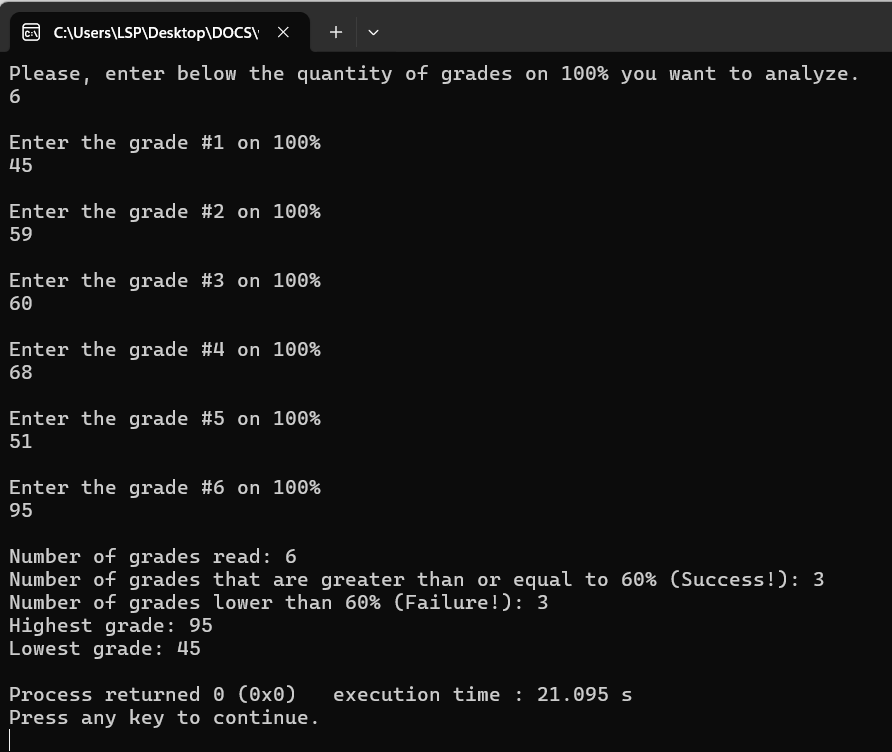 C:\Users\LSP\Desktop\DOCS\
Please, enter below the quantity of grades on 100% you want to analyze.
6
Enter the grade #1 on 100%
45
Enter the grade #2 on 100%
59
Enter the grade #3 on 100%
60
Enter the grade #4 on 100%
68
Enter the grade #5 on 100%
51
Enter the grade #6 on 100%
95
Number of grades read: 6
Number of grades that are greater than or equal to 60% (Success!): 3
Number of grades lower than 60% (Failure!): 3
Highest grade: 95
Lowest grade: 45
Process returned 0 (0x0)   execution time : 21.095 s
Press any key to continue.